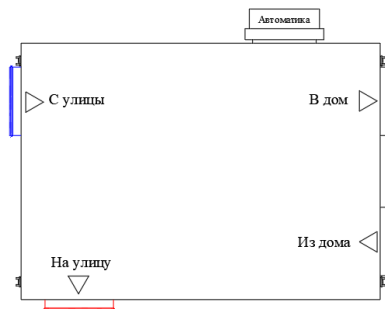 Автоматика
С улицы
В дом
Из дома
На улицу